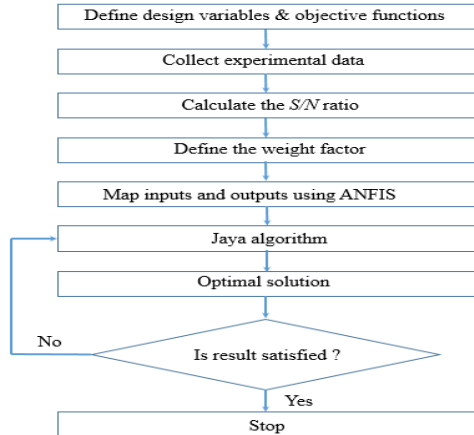 Define design variables & objective functions
Collect experimental data
Calculate the S/N ratio
Define the weight factor
Map inputs and outputs using ANFIS
Jaya algorithm
Optimal solution
No
Is result satisfied ?
Yes
Stop